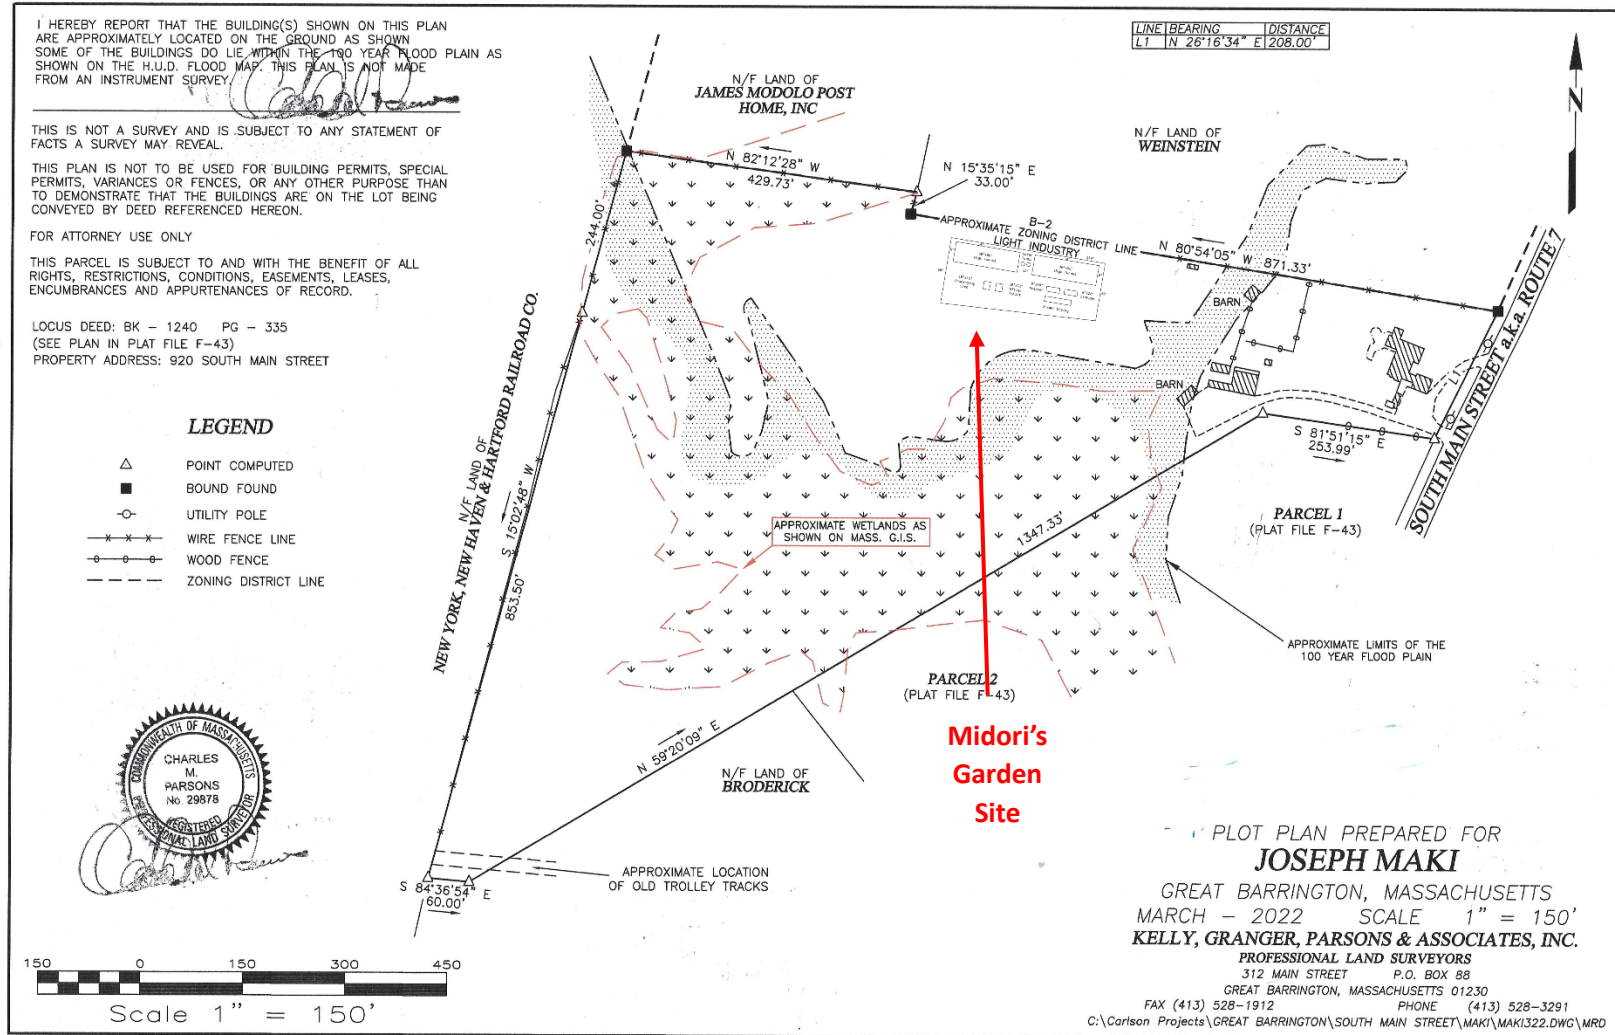 I HEREBY REPORT THAT THE BUILDING(S) SHOWN ON THIS PLAN
ARE APPROXIMATELY LOCATED ON THE GROUND AS SHOWN
SOME OF THE BUILDINGS DO LIE WITHIN THE 100 YEAR FLOOD PLAIN AS
SHOWN ON THE H.U.D. FLOOD MAP. THIS PLAN IS NOT MADE
FROM AN INSTRUMENT SURVEY.
THIS IS NOT A SURVEY AND IS SUBJECT TO ANY STATEMENT OF
FACTS A SURVEY MAY REVEAL.
THIS PLAN IS NOT TO BE USED FOR BUILDING PERMITS, SPECIAL
PERMITS, VARIANCES OR FENCES, OR ANY OTHER PURPOSE THAN
TO DEMONSTRATE THAT THE BUILDINGS ARE ON THE LOT BEING
CONVEYED BY DEED REFERENCED HEREON.
FOR ATTORNEY USE ONLY
THIS PARCEL IS SUBJECT TO AND WITH THE BENEFIT OF ALL
RIGHTS, RESTRICTIONS, CONDITIONS, EASEMENTS, LEASES,
ENCUMBRANCES AND APPURTENANCES OF RECORD.
LOCUS DEED: BK – 1240 PG – 335
(SEE PLAN IN PLAT FILE F-43)
PROPERTY ADDRESS: 920 SOUTH MAIN STREET
LEGEND
POINT COMPUTED
BOUND FOUND
UTILITY POLE
WIRE FENCE LINE
WOOD FENCE
ZONING DISTRICT LINE
LINE BEARING DISTANCE
L1 N 26°16'34" E 208.00'
N
N/F LAND OF
JAMES MODOLO POST
HOME, INC
N/F LAND OF
WEINSTEIN
N 82°12'28" W
429.73'
N 15°35'15" E
33.00'
B-2
APPROXIMATE ZONING DISTRICT LINE
LIGHT INDUSTRY
N 80°54'05" W 871.33'
BARN
BARN
244.00'
N/F LAND OF
NEW YORK, NEW HAVEN & HARTFORD RAILROAD CO.
S 15°02'48" W
853.50'
SOUTH MAIN STREET a.k.a. ROUTE 7
S 81°51'15" E
253.99'
PARCEL 1
(PLAT FILE F-43)
APPROXIMATE WETLANDS AS
SHOWN ON MASS. G.I.S.
1347.33'
APPROXIMATE LIMITS OF THE
100 YEAR FLOOD PLAIN
PARCEL 2
(PLAT FILE F-43)
N 59°20'09" E
N/F LAND OF
BRODERICK
Midori's
Garden
Site
COMMONWEALTH OF MASSACHUSETTS
CHARLES
M.
PARSONS
No. 29878
REGISTERED
PROFESSIONAL LAND SURVEYOR
S 84°36'54" E
60.00'
APPROXIMATE LOCATION
OF OLD TROLLEY TRACKS
150 0 150 300 450
Scale 1" = 150'
PLOT PLAN PREPARED FOR
JOSEPH MAKI
GREAT BARRINGTON, MASSACHUSETTS
MARCH – 2022 SCALE 1" = 150'
KELLY, GRANGER, PARSONS & ASSOCIATES, INC.
PROFESSIONAL LAND SURVEYORS
312 MAIN STREET P.O. BOX 88
GREAT BARRINGTON, MASSACHUSETTS 01230
FAX (413) 528-1912 PHONE (413) 528-3291
C:\Carlson Projects\GREAT BARRINGTON\SOUTH MAIN STREET\MAKI\MAKI322.DWG\MRD